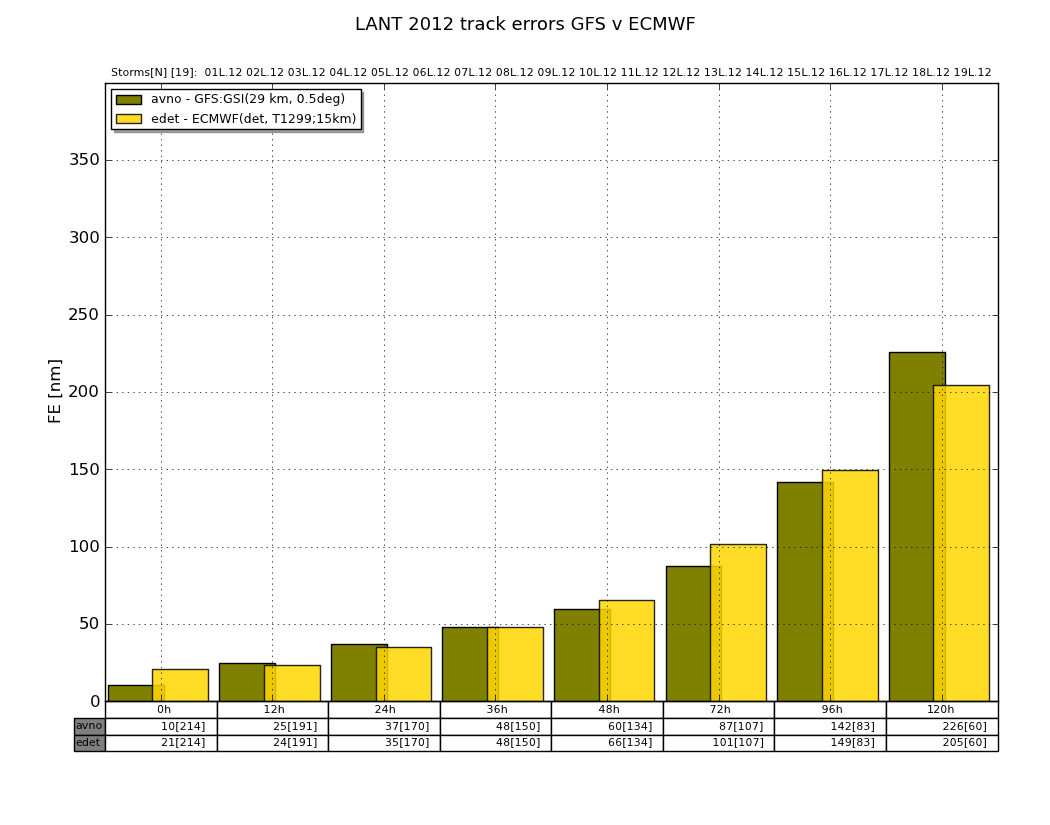 LANT 2012 track errors GFS v ECMWF
Storms[N] [19]: 01L.12 02L.12 03L.12 04L.12 05L.12 06L.12 07L.12 08L.12 09L.12 10L.12 11L.12 12L.12 13L.12 14L.12 15L.12 16L.12 17L.12 18L.12 19L.12
avno - GFS:GSI(29 km, 0.5deg)
edet - ECMWF(det, T1299;15km)
350
300
250
200
150
100
50
0
FE [nm]
0h 12h 24h 36h 48h 72h 96h 120h
avno 10[214] 25[191] 37[170] 48[150] 60[134] 87[107] 142[83] 226[60]
edet 21[214] 24[191] 35[170] 48[150] 66[134] 101[107] 149[83] 205[60]